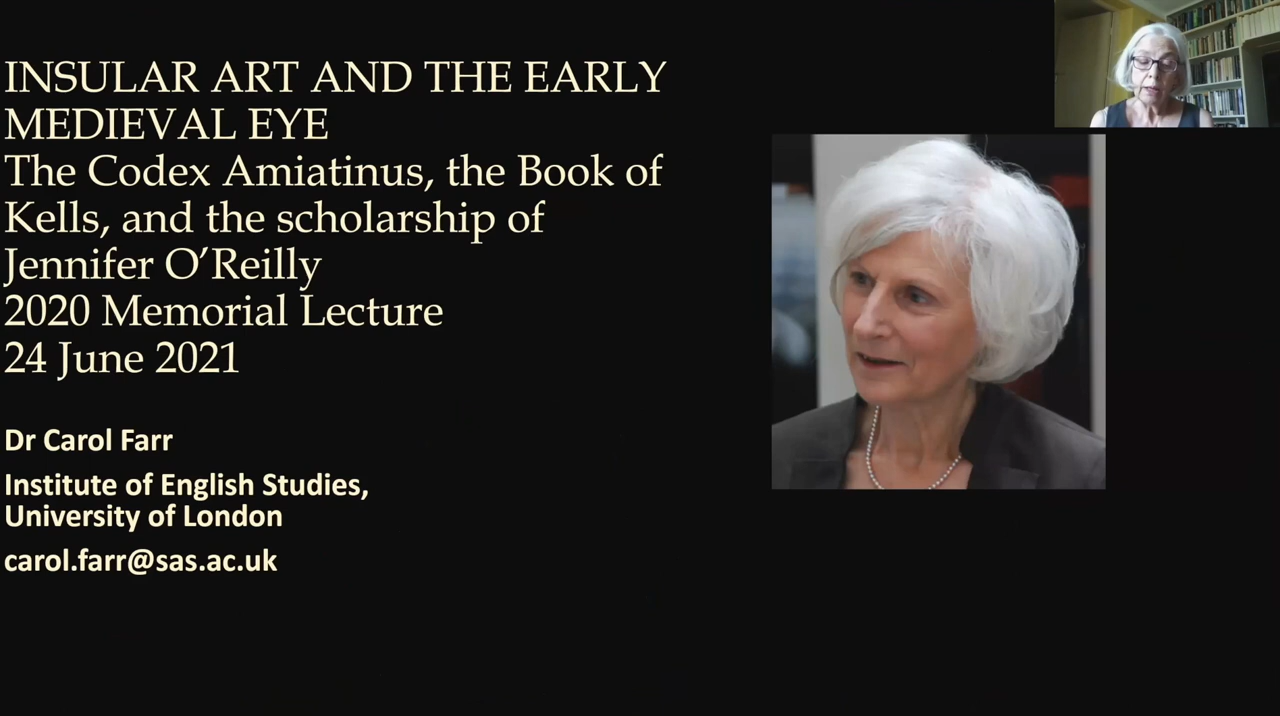 INSULAR ART AND THE EARLY
MEDIEVAL EYE
The Codex Amiatinus, the Book of
Kells, and the scholarship of
Jennifer O’Reilly
2020 Memorial Lecture
24 June 2021
Dr Carol Farr
Institute of English Studies,
University of London
carol.farr@sas.ac.uk